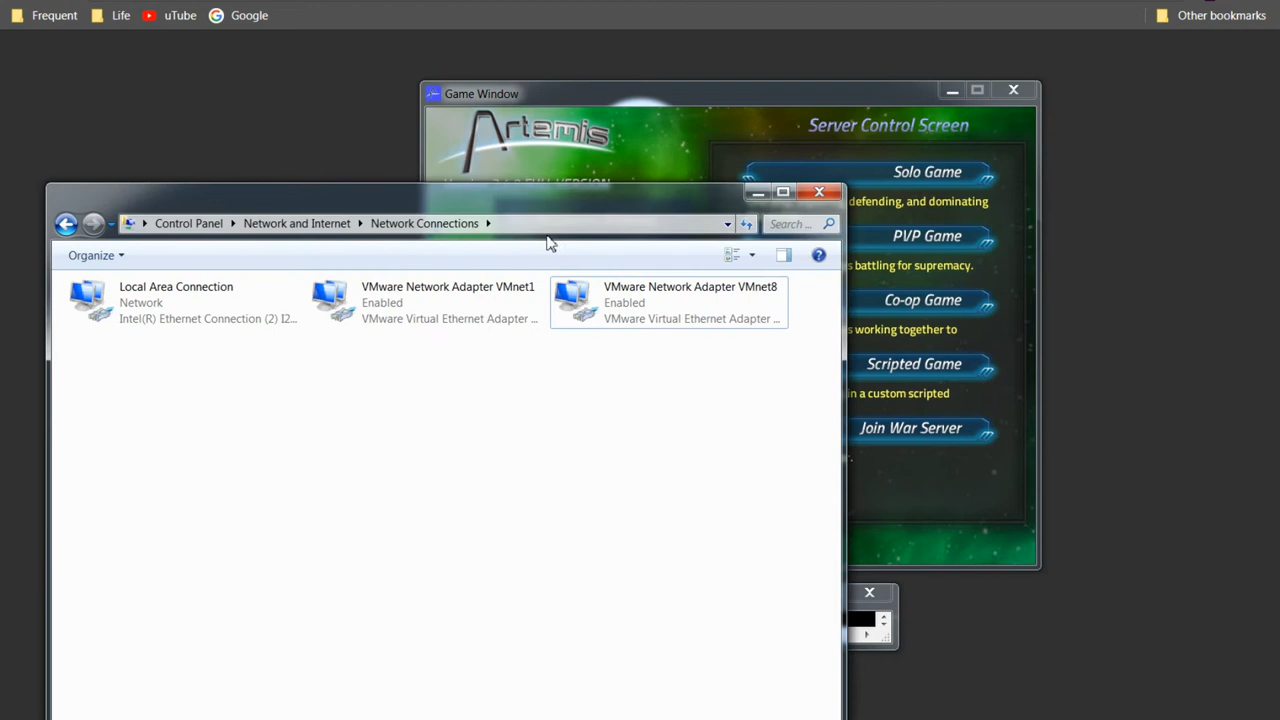 Frequent
Life
uTube
Google
Other bookmarks
Game Window
Artemis
Server Control Screen
Solo Game
defending, and dominating
PVP Game
s battling for supremacy.
Co-op Game
s working together to
Scripted Game
in a custom scripted
Join War Server
Control Panel
Network and Internet
Network Connections
Search ...
Organize
Local Area Connection
Network
Intel(R) Ethernet Connection (2) I2...
VMware Network Adapter VMnet1
Enabled
VMware Virtual Ethernet Adapter ...
VMware Network Adapter VMnet8
Enabled
VMware Virtual Ethernet Adapter ...